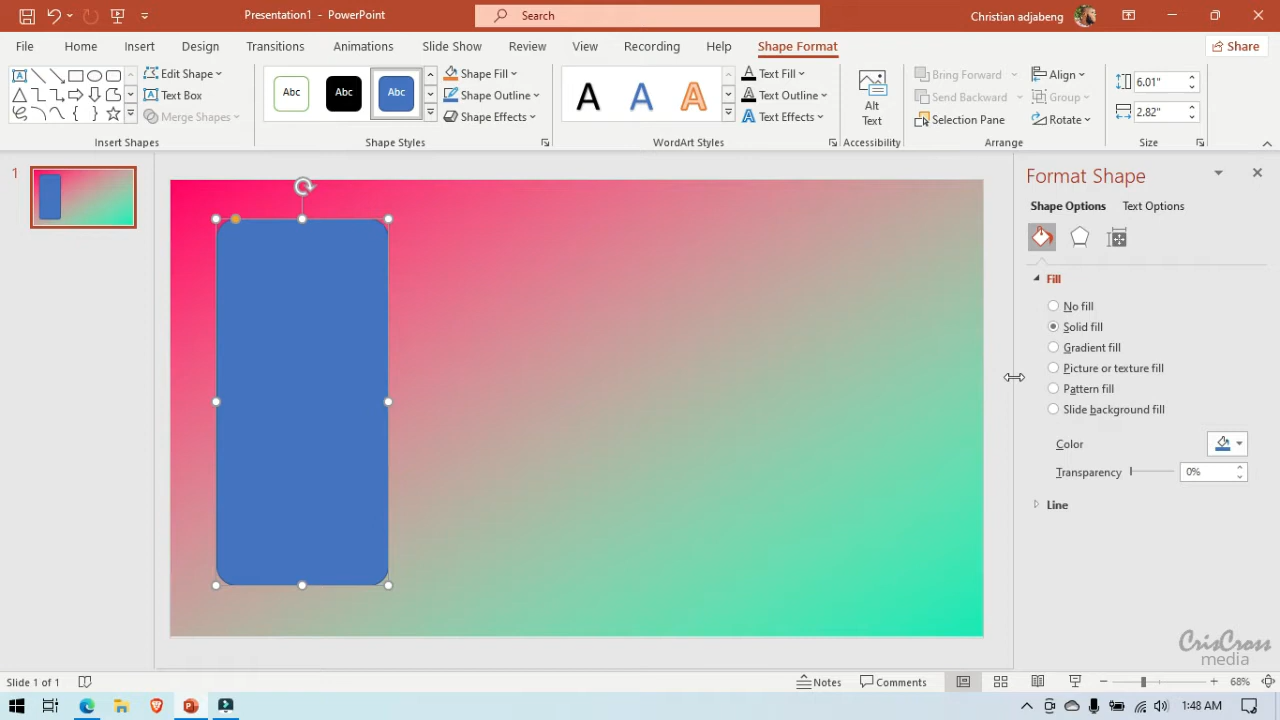 Presentation1 - PowerPoint
Search
Christian adjabeng
File Home Insert Design Transitions Animations Slide Show Review View Recording Help Shape Format Share
Edit Shape
Text Box
Merge Shapes
Insert Shapes
Abc Abc Abc
Shape Fill
Shape Outline
Shape Effects
Shape Styles
A A A
Text Fill
Text Outline
Text Effects
WordArt Styles
Alt
Text
Accessibility
Bring Forward
Send Backward
Selection Pane
Align
Group
Rotate
Arrange
6.01"
2.82"
Size
1
Format Shape
Shape Options Text Options
Fill
No fill
Solid fill
Gradient fill
Picture or texture fill
Pattern fill
Slide background fill
Color
Transparency 0%
Line
CrisCross
media
Slide 1 of 1
Notes Comments 68%
1:48 AM